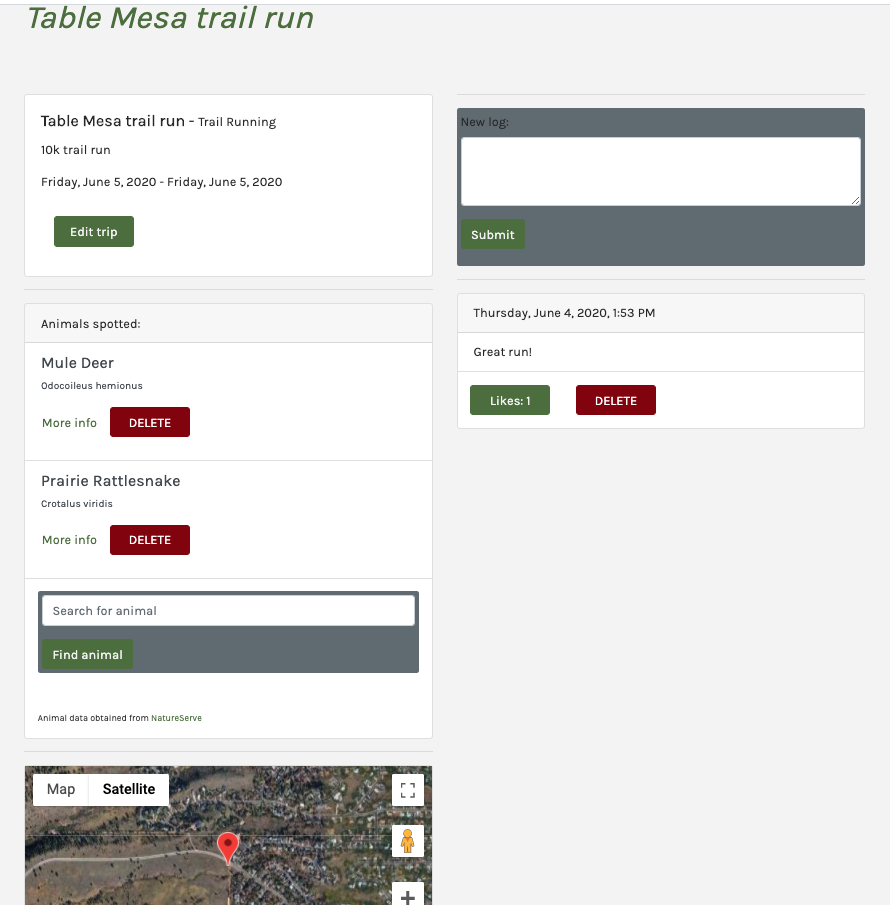 Table Mesa trail run
Table Mesa trail run - Trail Running
10k trail run
Friday, June 5, 2020 - Friday, June 5, 2020
Edit trip
Animals spotted:
Mule Deer
Odocoileus hemionus
More info DELETE
Prairie Rattlesnake
Crotalus viridis
More info DELETE
Search for animal
Find animal
Animal data obtained from NatureServe
Map Satellite
New log:
Submit
Thursday, June 4, 2020, 1:53 PM
Great run!
Likes: 1 DELETE